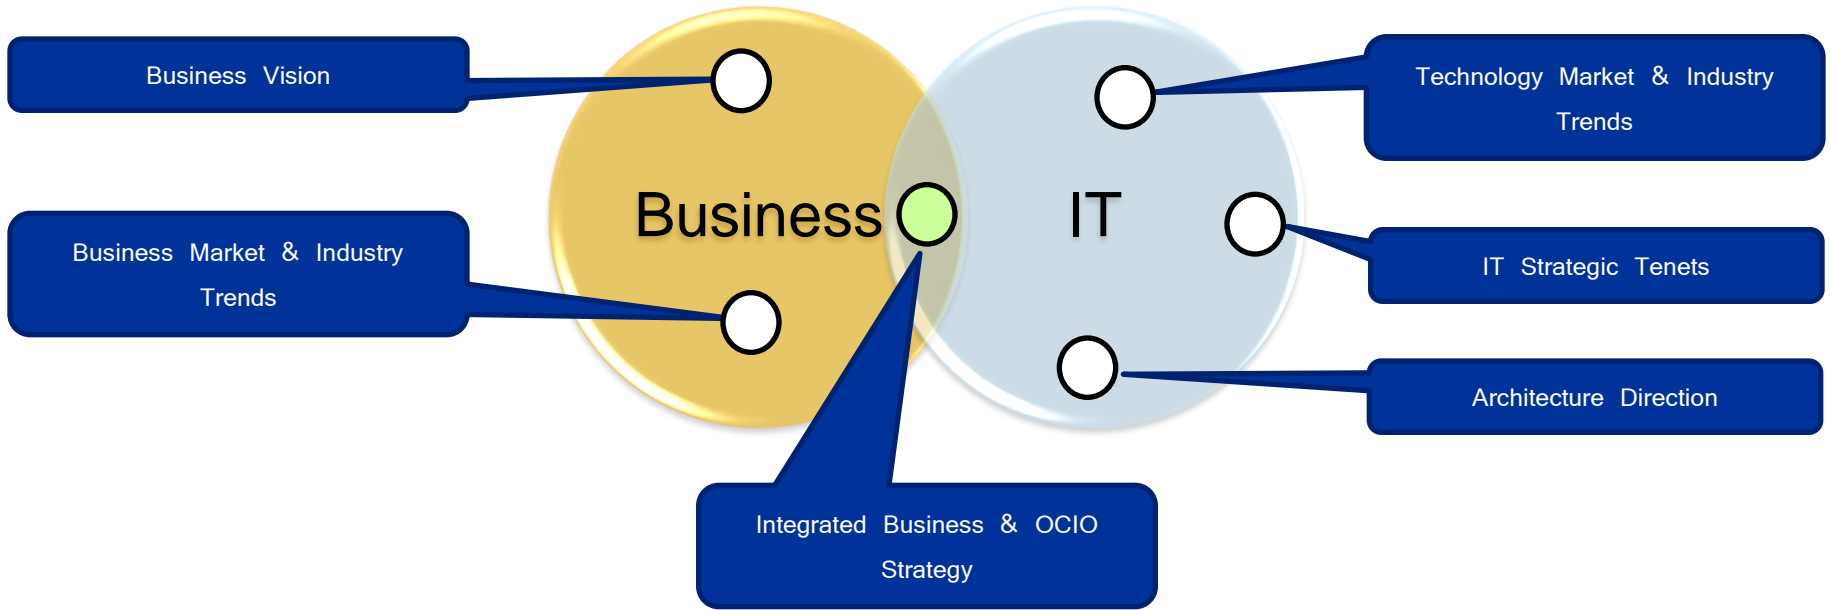 Business Vision
Business Market & Industry
Trends
Business
IT
Technology Market & Industry
Trends
IT Strategic Tenets
Architecture Direction
Integrated Business & OCIO
Strategy